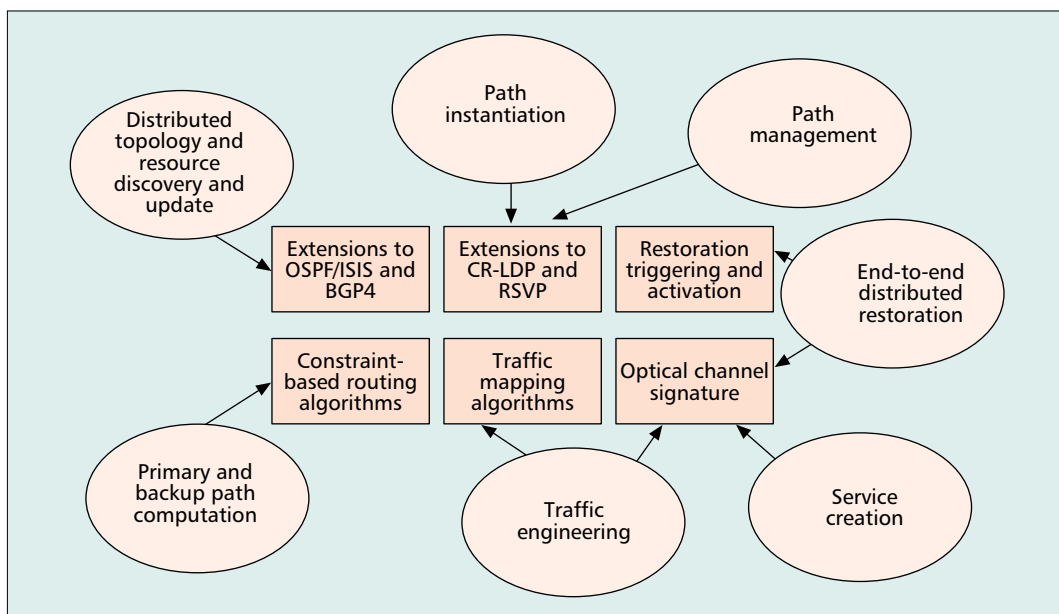 Path
instantiation
Path
management
Distributed
topology and
resource
discovery and
update
Extensions to
OSPF/ISIS and
BGP4
Extensions to
CR-LDP and
RSVP
Restoration
triggering and
activation
End-to-end
distributed
restoration
Constraint-
based routing
algorithms
Traffic
mapping
algorithms
Optical channel
signature
Primary and
backup path
computation
Traffic
engineering
Service
creation